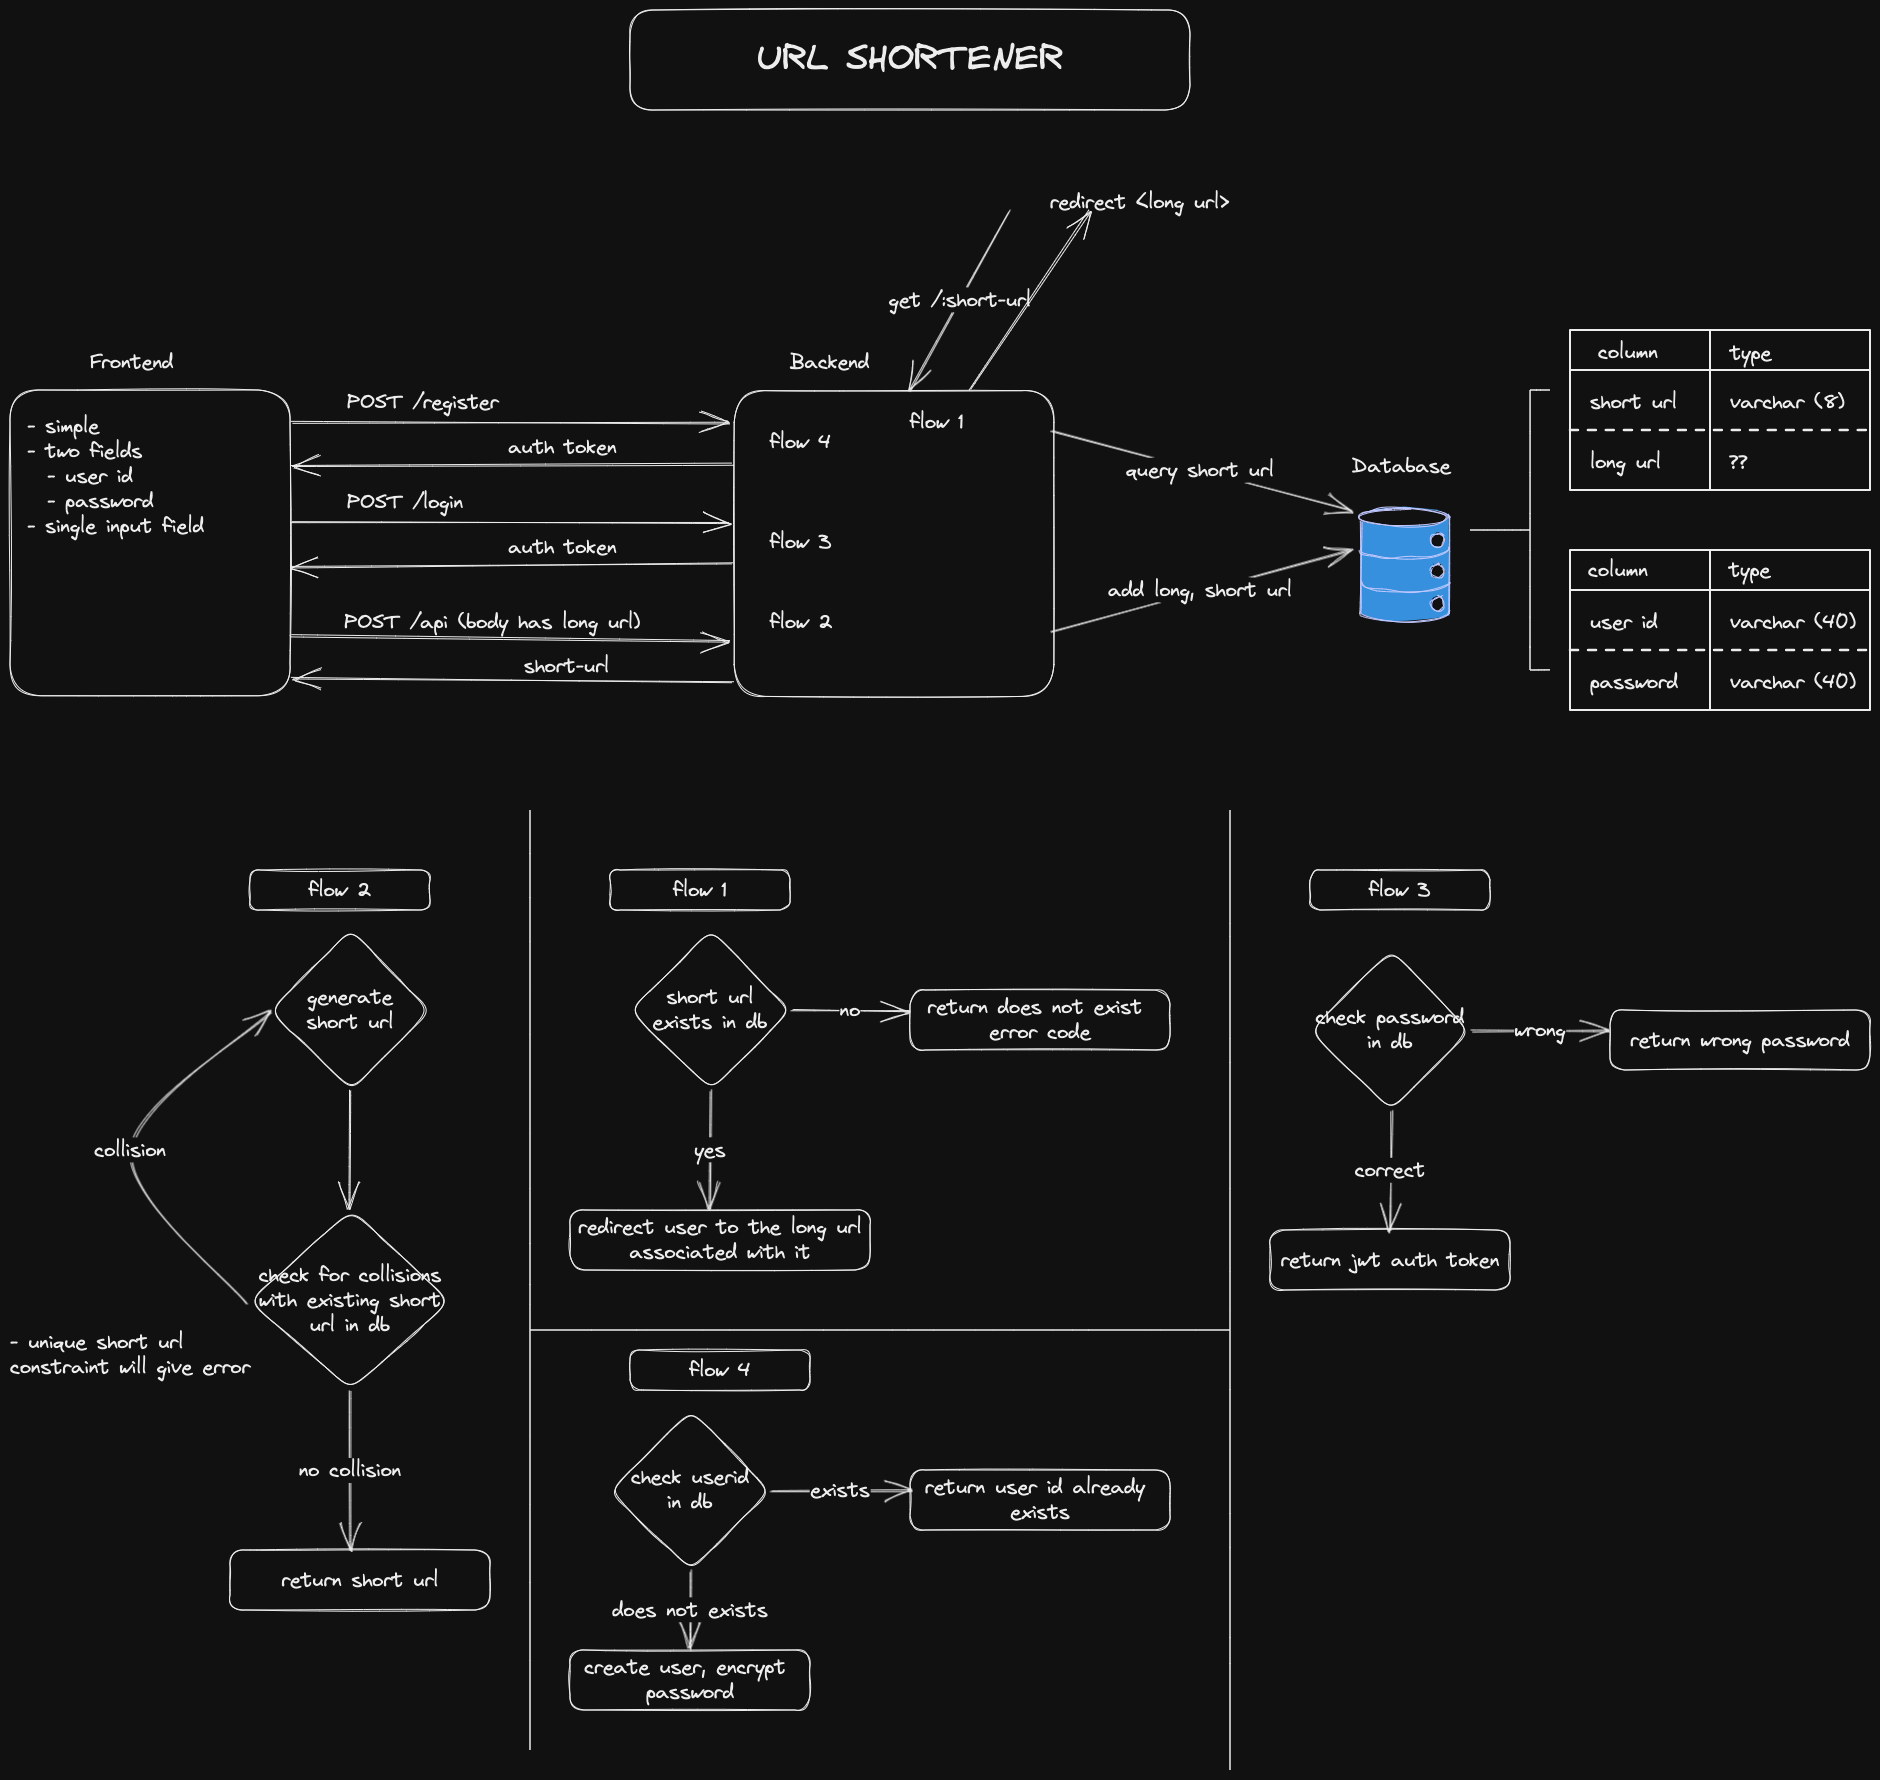 URL SHORTENER
redirect <long url>
get /:short-url
Frontend
- simple
- two fields
- user id
- password
- single input field
POST /register
auth token
POST /login
auth token
POST /api (body has long url)
short-url
Backend
flow 1
flow 4
flow 3
flow 2
query short url
add long, short url
Database
column type
short url varchar (8)
long url ??
column type
user id varchar (40)
password varchar (40)
flow 2
generate
short url
collision
check for collisions
with existing short
url in db
- unique short url
constraint will give error
no collision
return short url
flow 1
short url
exists in db
no
return does not exist
error code
yes
redirect user to the long url
associated with it
flow 4
check userid
in db
exists
return user id already
exists
does not exists
create user, encrypt
password
flow 3
check password
in db
wrong
return wrong password
correct
return jwt auth token